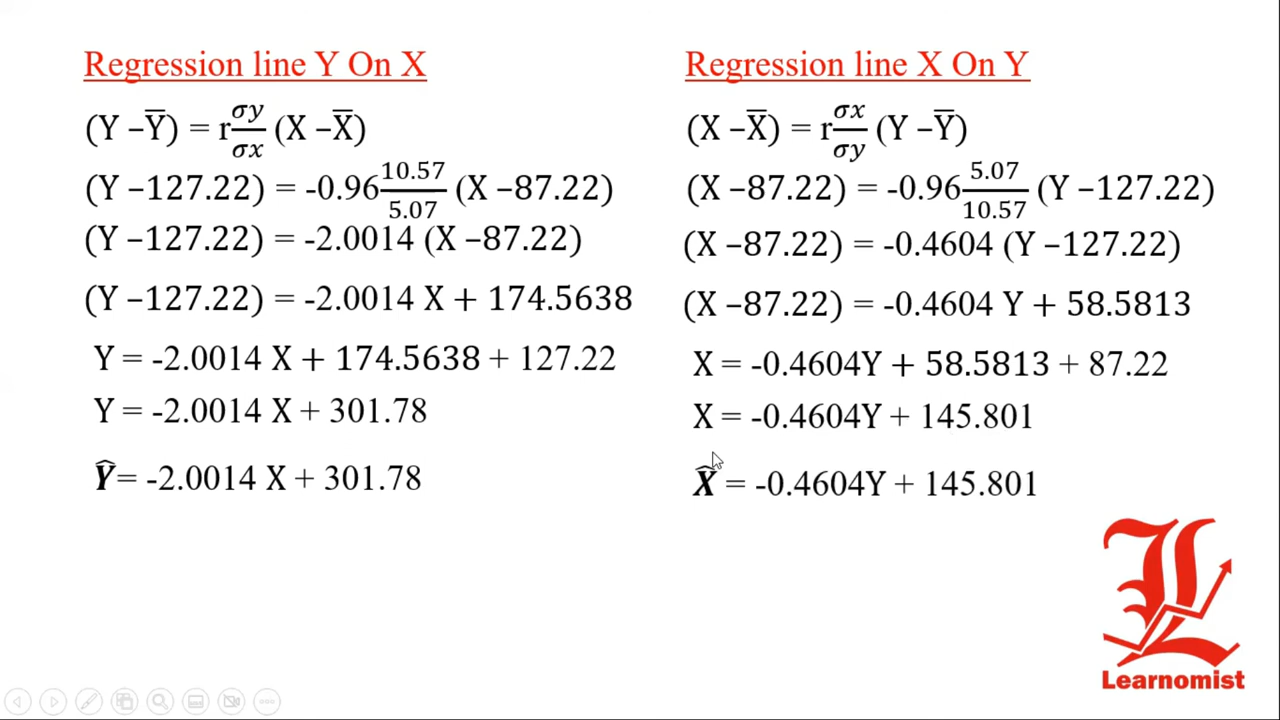 Regression line Y On X
(Y –Y̅) = r σy/σx (X –X̅)
(Y –127.22) = -0.96 10.57/5.07 (X –87.22)
(Y –127.22) = -2.0014 (X –87.22)
(Y –127.22) = -2.0014 X + 174.5638
Y = -2.0014 X + 174.5638 + 127.22
Y = -2.0014 X + 301.78
Ŷ= -2.0014 X + 301.78
Regression line X On Y
(X –X̅) = r σx/σy (Y –Y̅)
(X –87.22) = -0.96 5.07/10.57 (Y –127.22)
(X –87.22) = -0.4604 (Y –127.22)
(X –87.22) = -0.4604 Y + 58.5813
X = -0.4604Y + 58.5813 + 87.22
X = -0.4604Y + 145.801
X̂ = -0.4604Y + 145.801
L
Learnomist